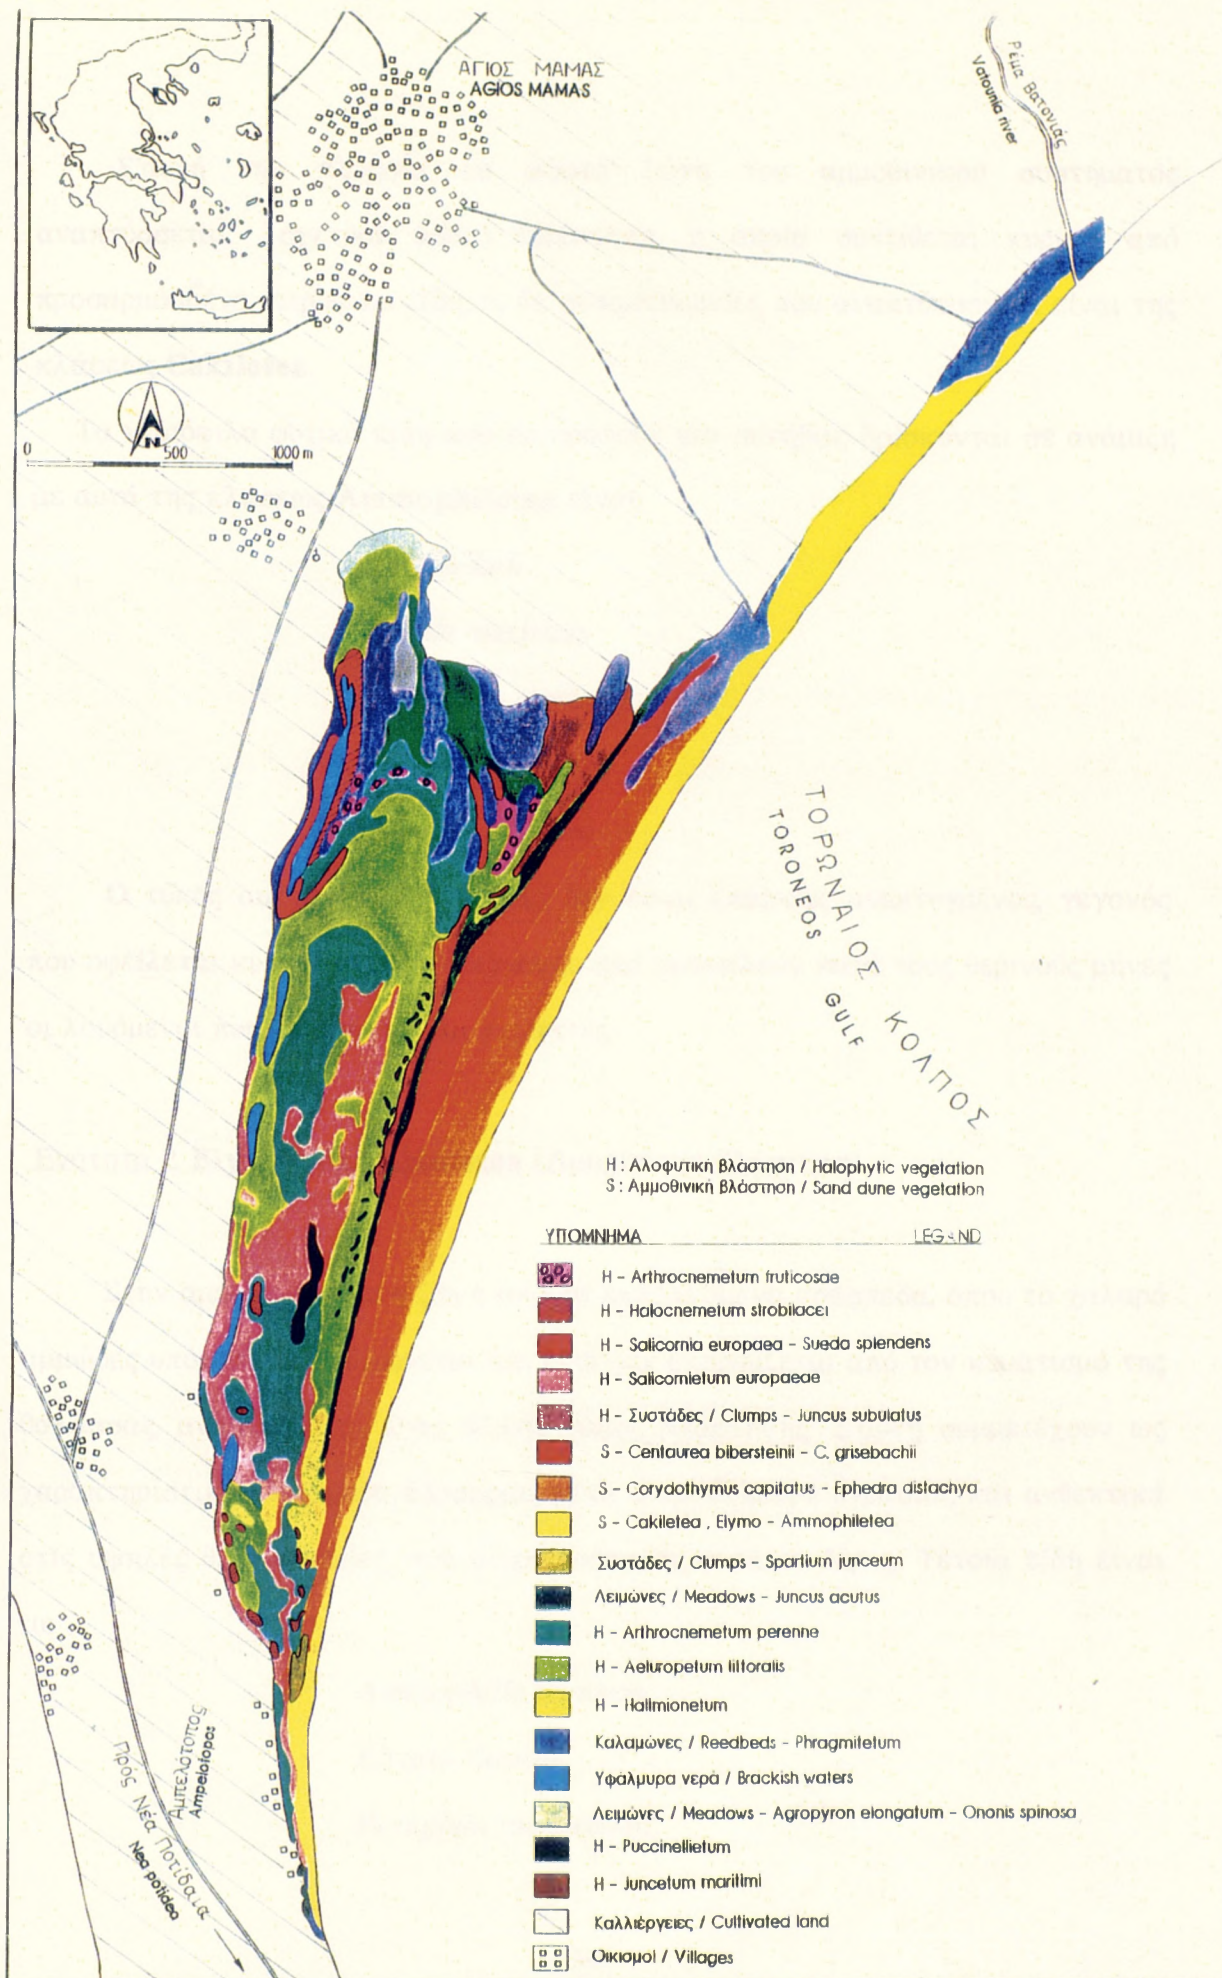 ΑΓΙΟΣ ΜΑΜΑΣ
AGIOS MAMAS
Ρέμα Βατονιάς
Vatounia river
N
0 500 1000 m
ΤΟΡΩΝΑΙΟΣ ΚΟΛΠΟΣ
TORONEOS GULF
Η : Αλοφυτική βλάστηση / Halophytic vegetation
S : Αμμοθινική βλάστηση / Sand dune vegetation
ΥΠΟΜΝΗΜΑ LEGAND
H - Arthrocnemetum fruticosae
H - Halocnemetum strobilacei
H - Salicornia europaea - Sueda splendens
H - Salicornietum europaeae
H - Συστάδες / Clumps - Juncus subulatus
S - Centaurea bibersteinii - C. grisebachii
S - Corydothymus capitatus - Ephedra distachya
S - Cakiletea , Elymo - Ammophiletea
Συστάδες / Clumps - Spartium junceum
Λειμώνες / Meadows - Juncus acutus
H - Arthrocnemetum perenne
H - Aeluropetum littoralis
H - Halimionetum
Καλαμώνες / Reedbeds - Phragmitetum
Υφάλμυρα νερά / Brackish waters
Λειμώνες / Meadows - Agropyron elongatum - Ononis spinosa
H - Puccinellietum
H - Juncetum maritimi
Καλλιέργειες / Cultivated land
Οικισμοί / Villages
Αμπελότοπος
Ampelotopos
Προς Νέα Ποτίδαια
Nea potidea